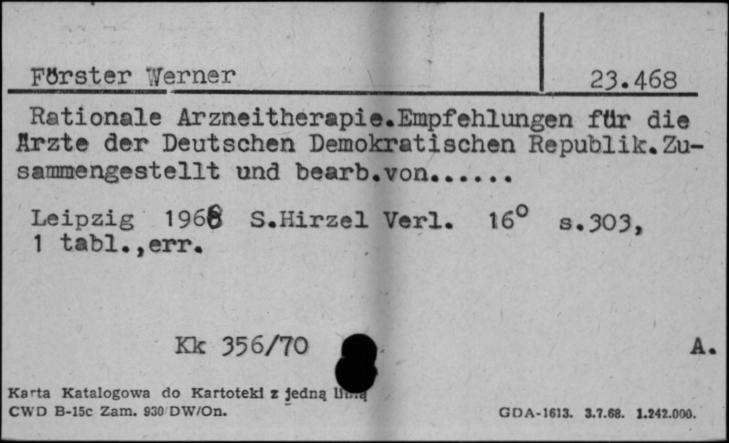 Förster Werner
23.468
Rationale Arzneitherapie.Empfehlungen für die
Ärzte der Deutschen Demokratischen Republik.Zu-
sammengestellt und bearb.von......
Leipzig 1968 S.Hirzel Verl. 16° s.303,
1 tabl.,err.
Kk 356/70
A.
Karta Katalogowa do Kartoteki z jedną
CWD B-15c Zam. 930 DW/On.
GDA-1613. 3.7.68. 1.242.000.